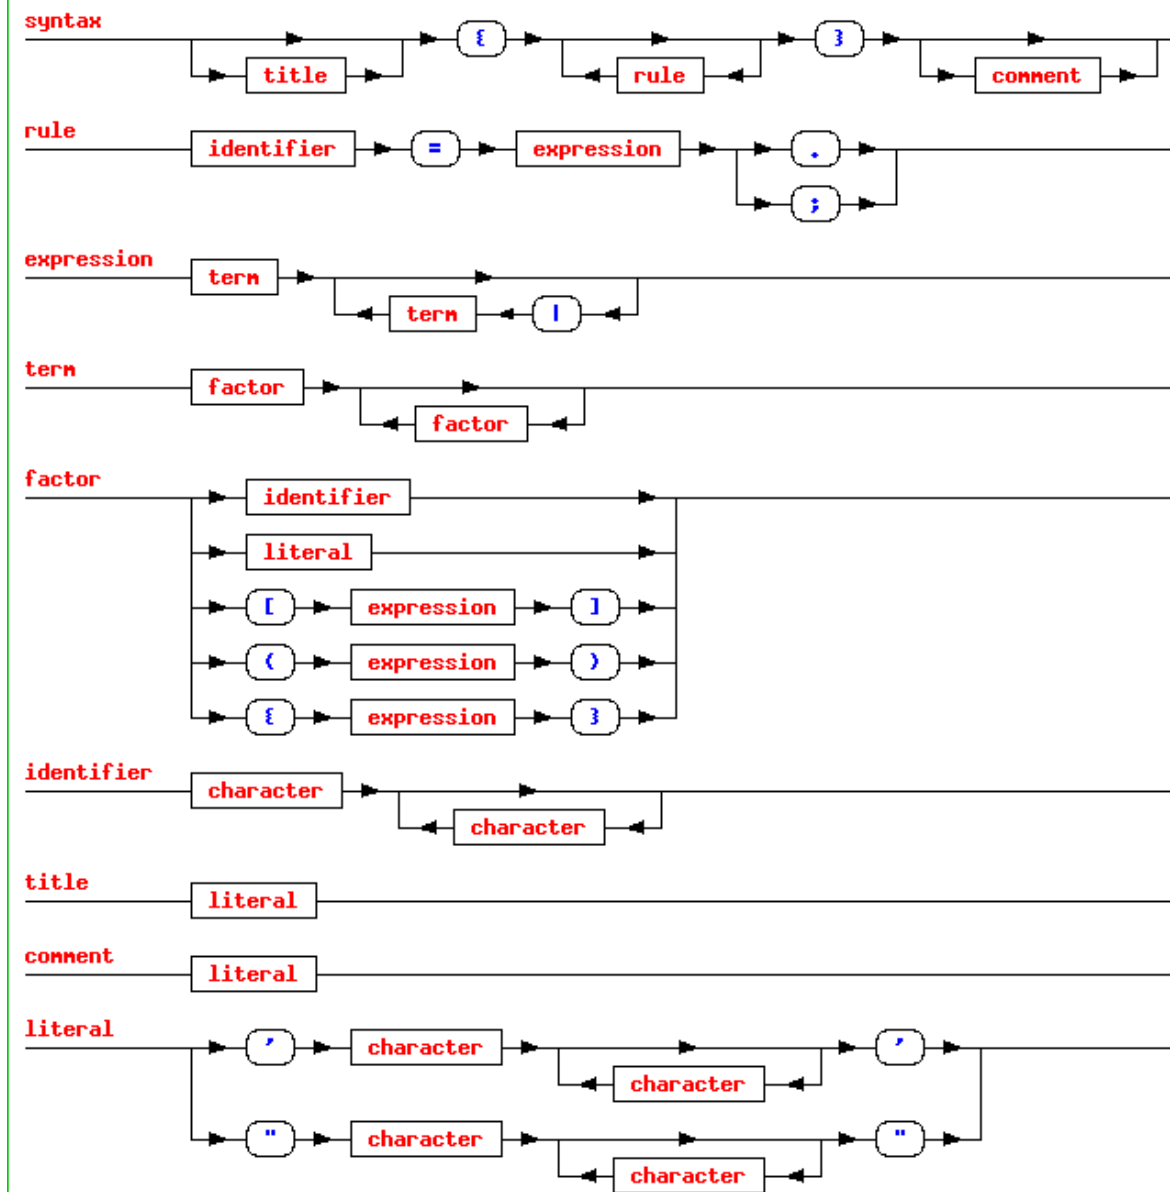 syntax
{ }
title rule comment
rule
identifier = expression .
;
expression
term
term |
term
factor
factor
factor
identifier
literal
[ expression ]
( expression )
{ expression }
identifier
character
character
title
literal
comment
literal
literal
' character '
character
" character "
character